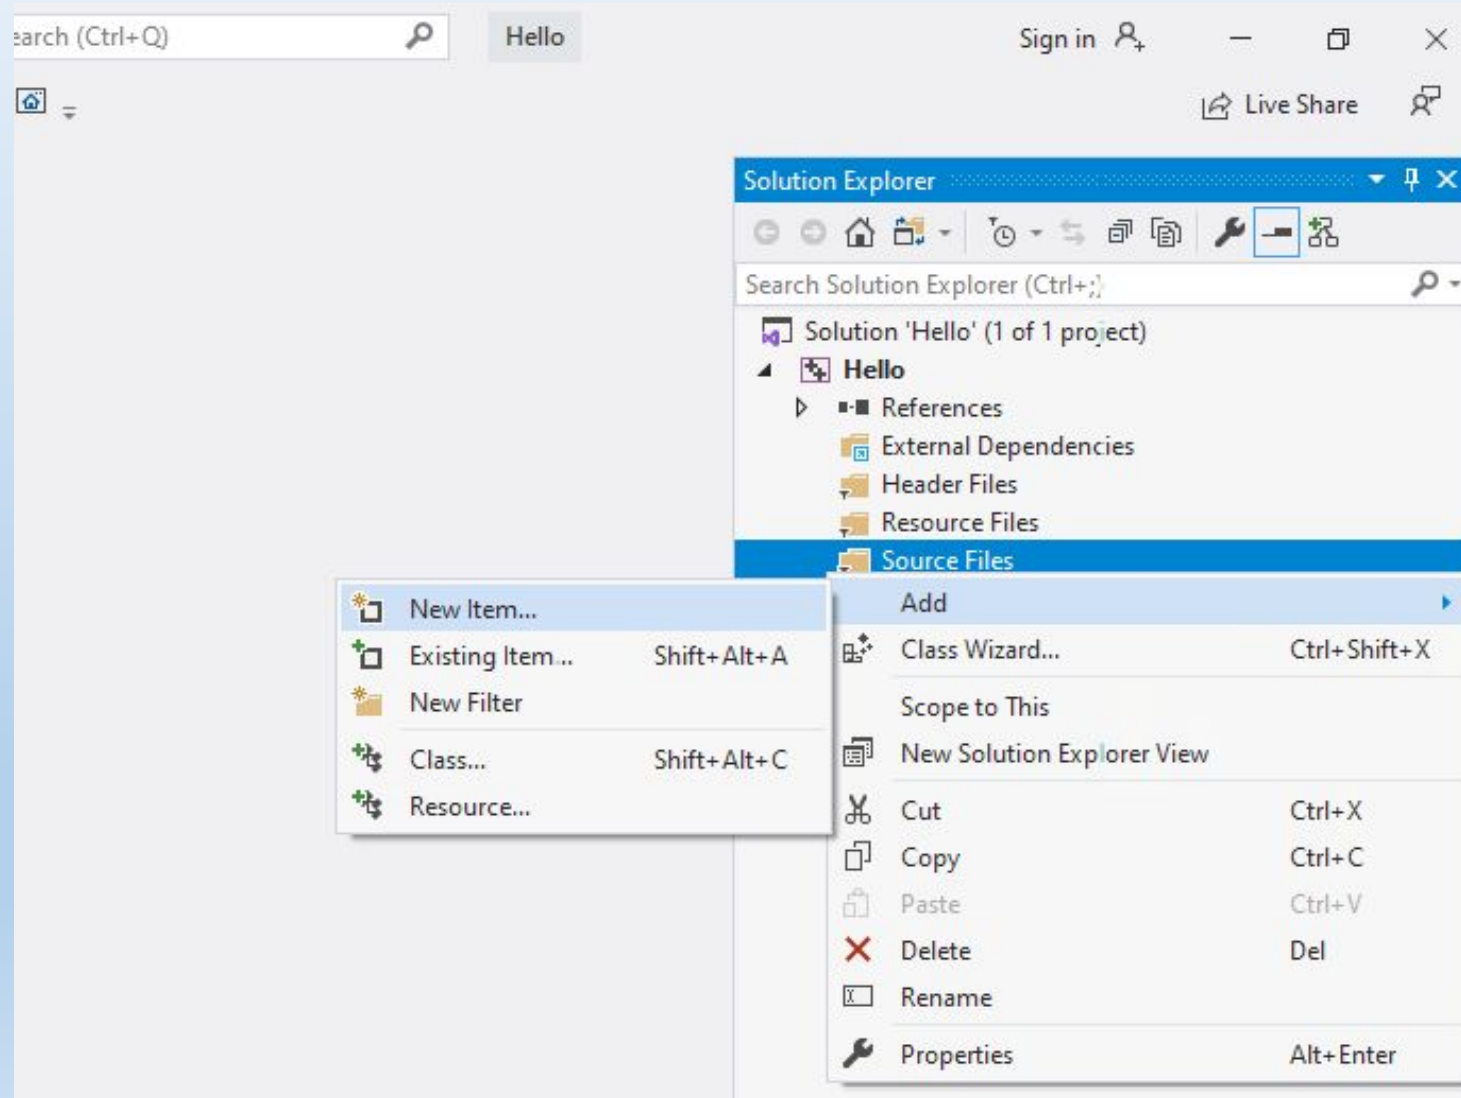 earch (Ctrl+Q)
Hello
Sign in
Live Share
Solution Explorer
Search Solution Explorer (Ctrl+;)
Solution 'Hello' (1 of 1 project)
Hello
References
External Dependencies
Header Files
Resource Files
Source Files
New Item...
Existing Item... Shift+Alt+A
New Filter
Class... Shift+Alt+C
Resource...
Add
Class Wizard... Ctrl+Shift+X
Scope to This
New Solution Explorer View
Cut Ctrl+X
Copy Ctrl+C
Paste Ctrl+V
Delete Del
Rename
Properties Alt+Enter